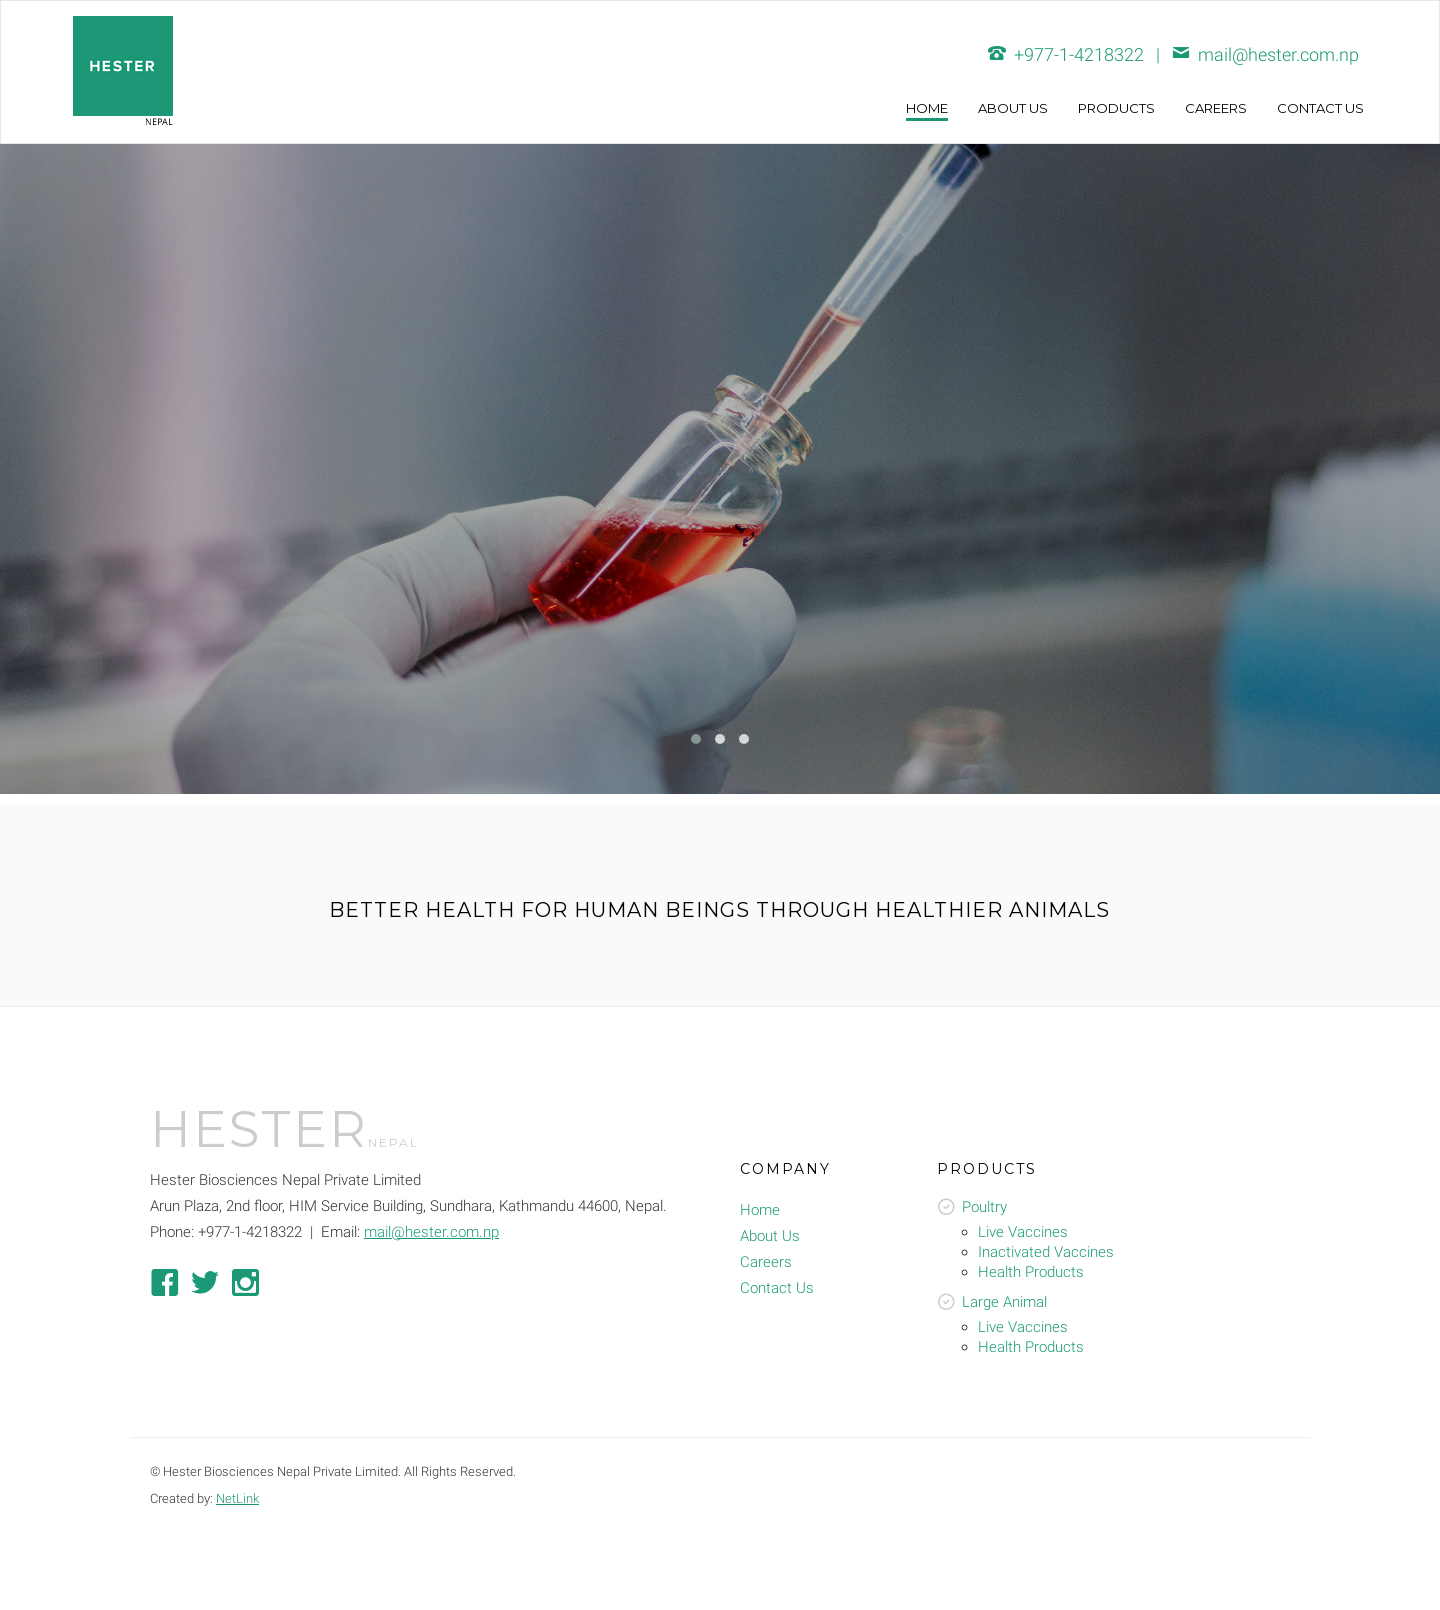 HESTER
NEPAL
+977-1-4218322 | mail@hester.com.np
HOME ABOUT US PRODUCTS CAREERS CONTACT US
BETTER HEALTH FOR HUMAN BEINGS THROUGH HEALTHIER ANIMALS
HESTER NEPAL
Hester Biosciences Nepal Private Limited
Arun Plaza, 2nd floor, HIM Service Building, Sundhara, Kathmandu 44600, Nepal.
Phone: +977-1-4218322 | Email: mail@hester.com.np
COMPANY
Home
About Us
Careers
Contact Us
PRODUCTS
Poultry
Live Vaccines
Inactivated Vaccines
Health Products
Large Animal
Live Vaccines
Health Products
© Hester Biosciences Nepal Private Limited. All Rights Reserved.
Created by: NetLink